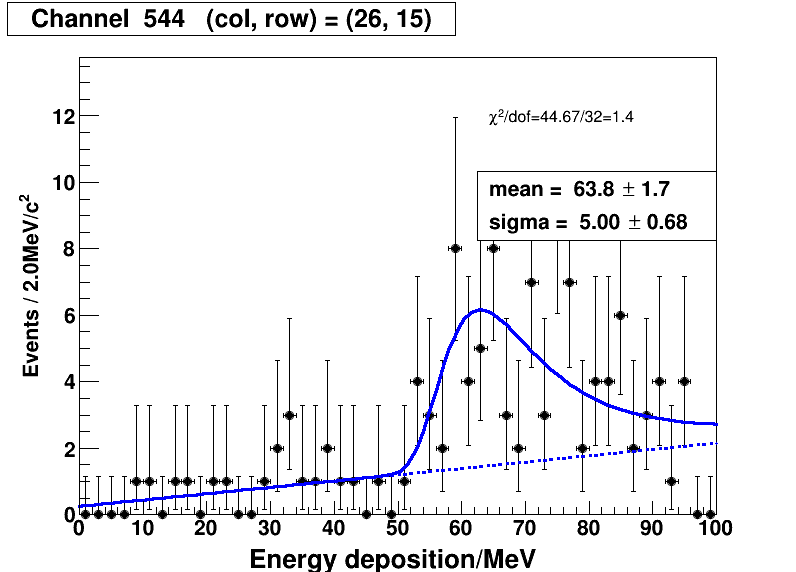 Channel 544 (col, row) = (26, 15)
χ²/dof=44.67/32=1.4
mean = 63.8 ± 1.7
sigma = 5.00 ± 0.68
Events / 2.0MeV/c²
12
10
8
6
4
2
0
0 10 20 30 40 50 60 70 80 90 100
Energy deposition/MeV